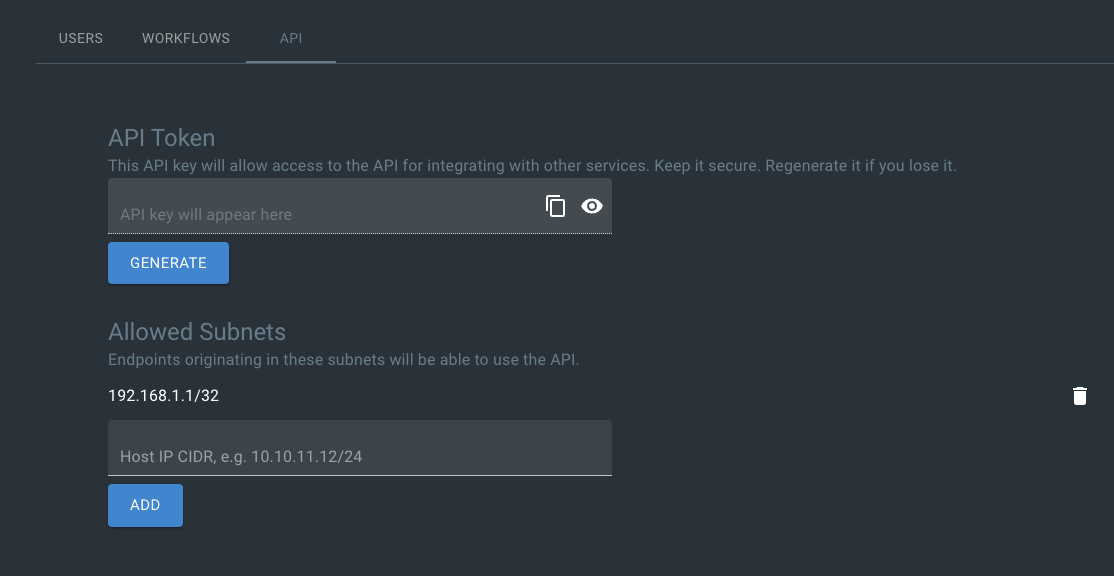 USERS WORKFLOWS API
API Token
This API key will allow access to the API for integrating with other services. Keep it secure. Regenerate it if you lose it.
API key will appear here
GENERATE
Allowed Subnets
Endpoints originating in these subnets will be able to use the API.
192.168.1.1/32
Host IP CIDR, e.g. 10.10.11.12/24
ADD